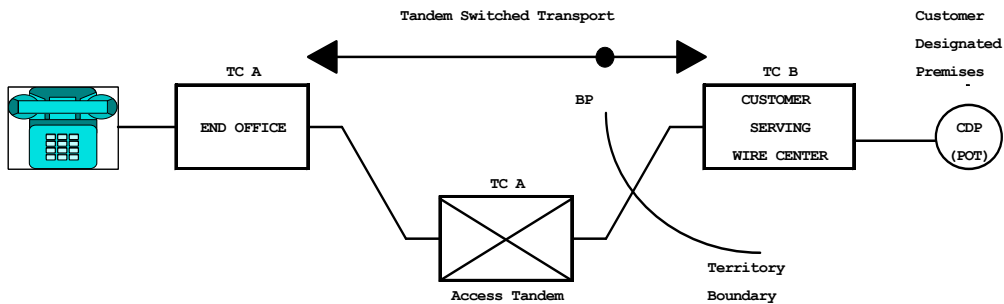 Tandem Switched Transport
Customer
Designated
Premises
-
TC A
TC B
BP
END OFFICE
CUSTOMER
SERVING
WIRE CENTER
CDP
(POT)
TC A
Access Tandem
Territory
Boundary